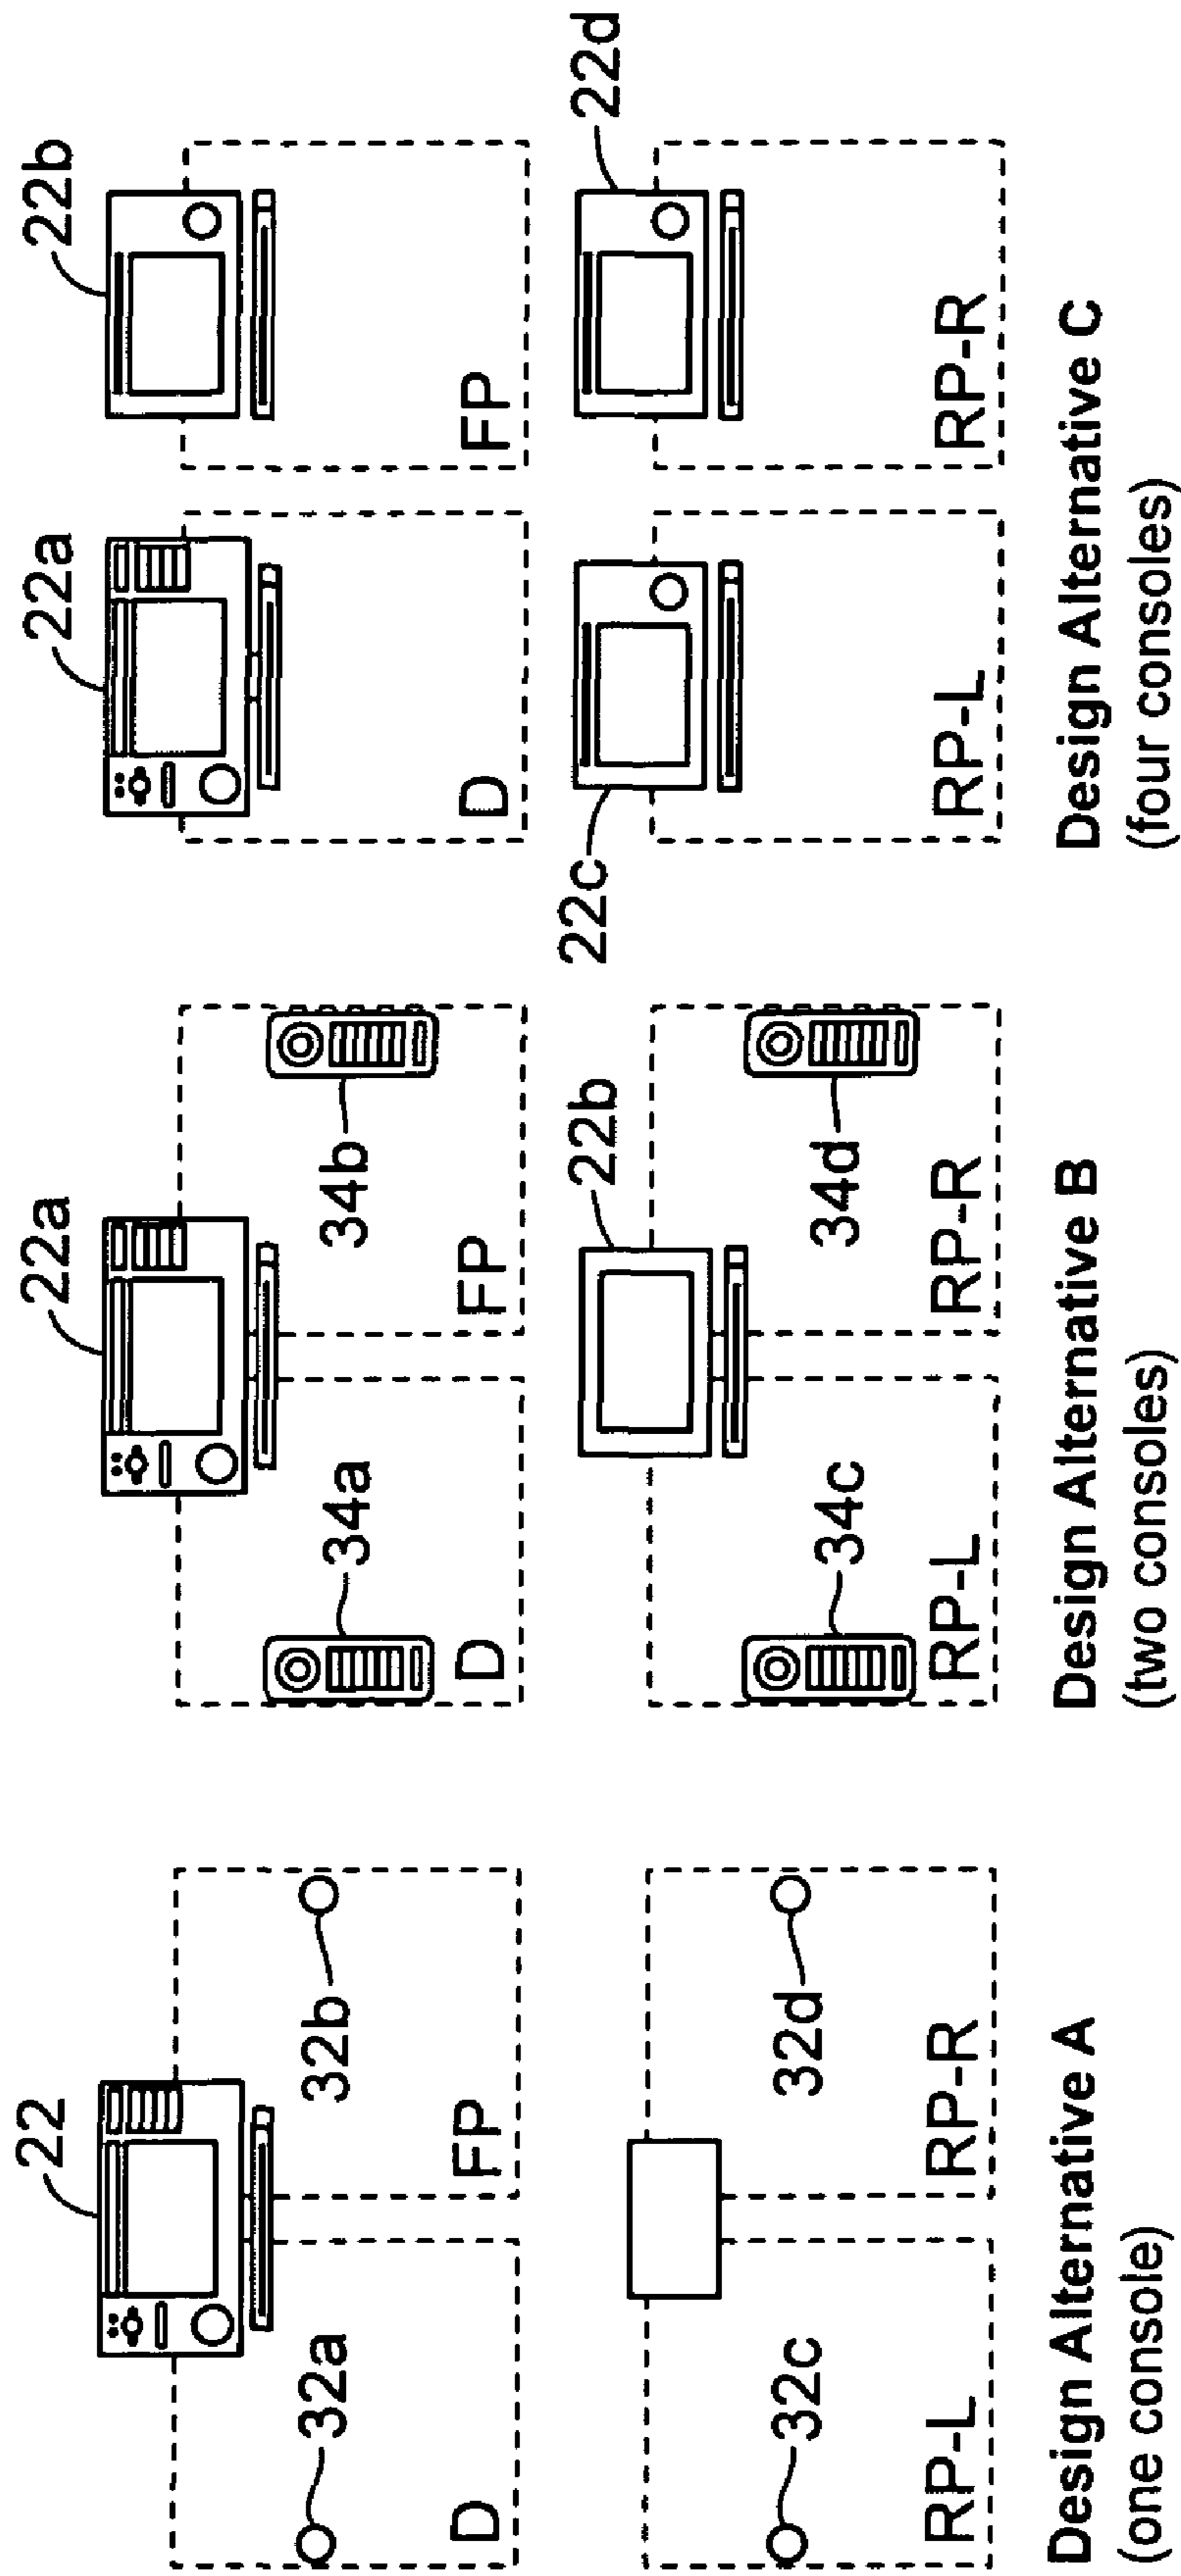 22
32a
32b
D
FP
32c
32d
RP-L
RP-R
Design Alternative A
(one console)
22a
34a
34b
D
FP
22b
34c
34d
RP-L
RP-R
Design Alternative B
(two consoles)
22a
22b
D
FP
22c
22d
RP-L
RP-R
Design Alternative C
(four consoles)